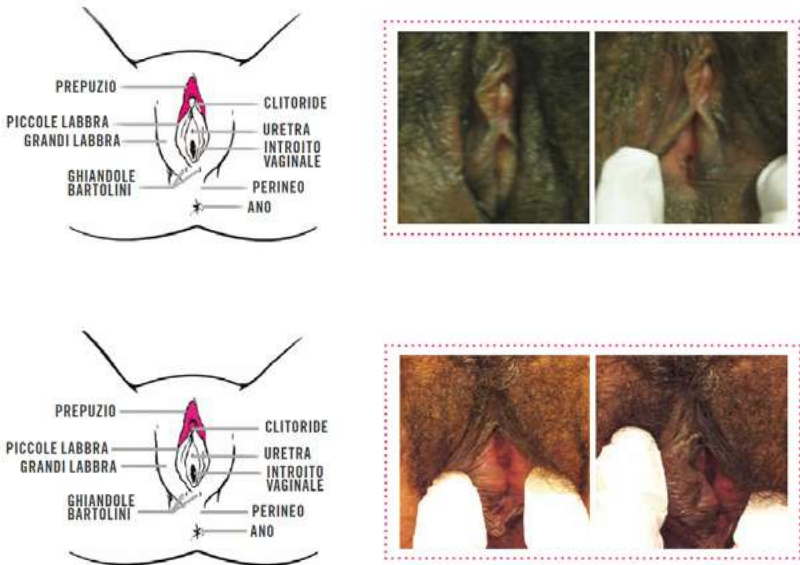 PREPUZIO
CLITORIDE
PICCOLE LABBRA
GRANDI LABBRA
URETRA
INTROITO
VAGINALE
GHIANDOLE
BARTOLINI
PERINEO
ANO
PREPUZIO
CLITORIDE
PICCOLE LABBRA
GRANDI LABBRA
URETRA
INTROITO
VAGINALE
GHIANDOLE
BARTOLINI
PERINEO
ANO